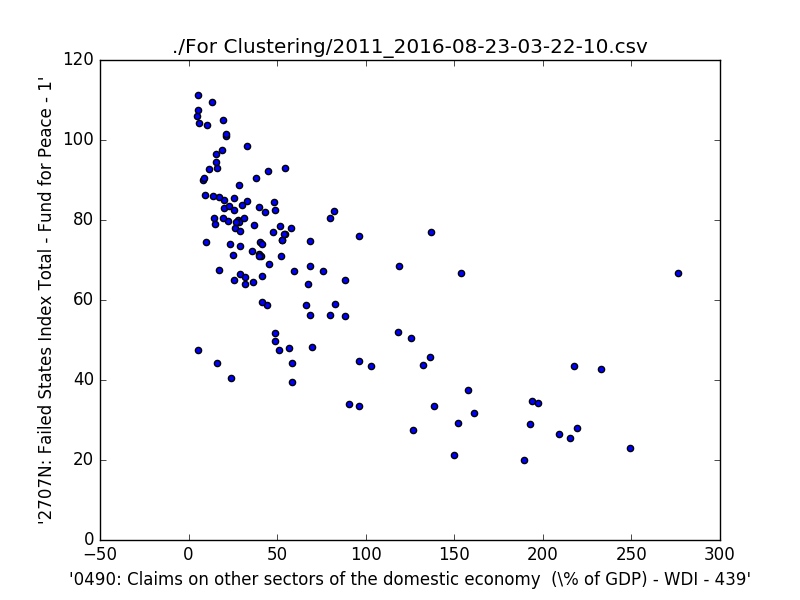 ./For Clustering/2011_2016-08-23-03-22-10.csv
'2707N: Failed States Index Total - Fund for Peace - 1'
120
100
80
60
40
20
0
−50 0 50 100 150 200 250 300
'0490: Claims on other sectors of the domestic economy  (\% of GDP) - WDI - 439'